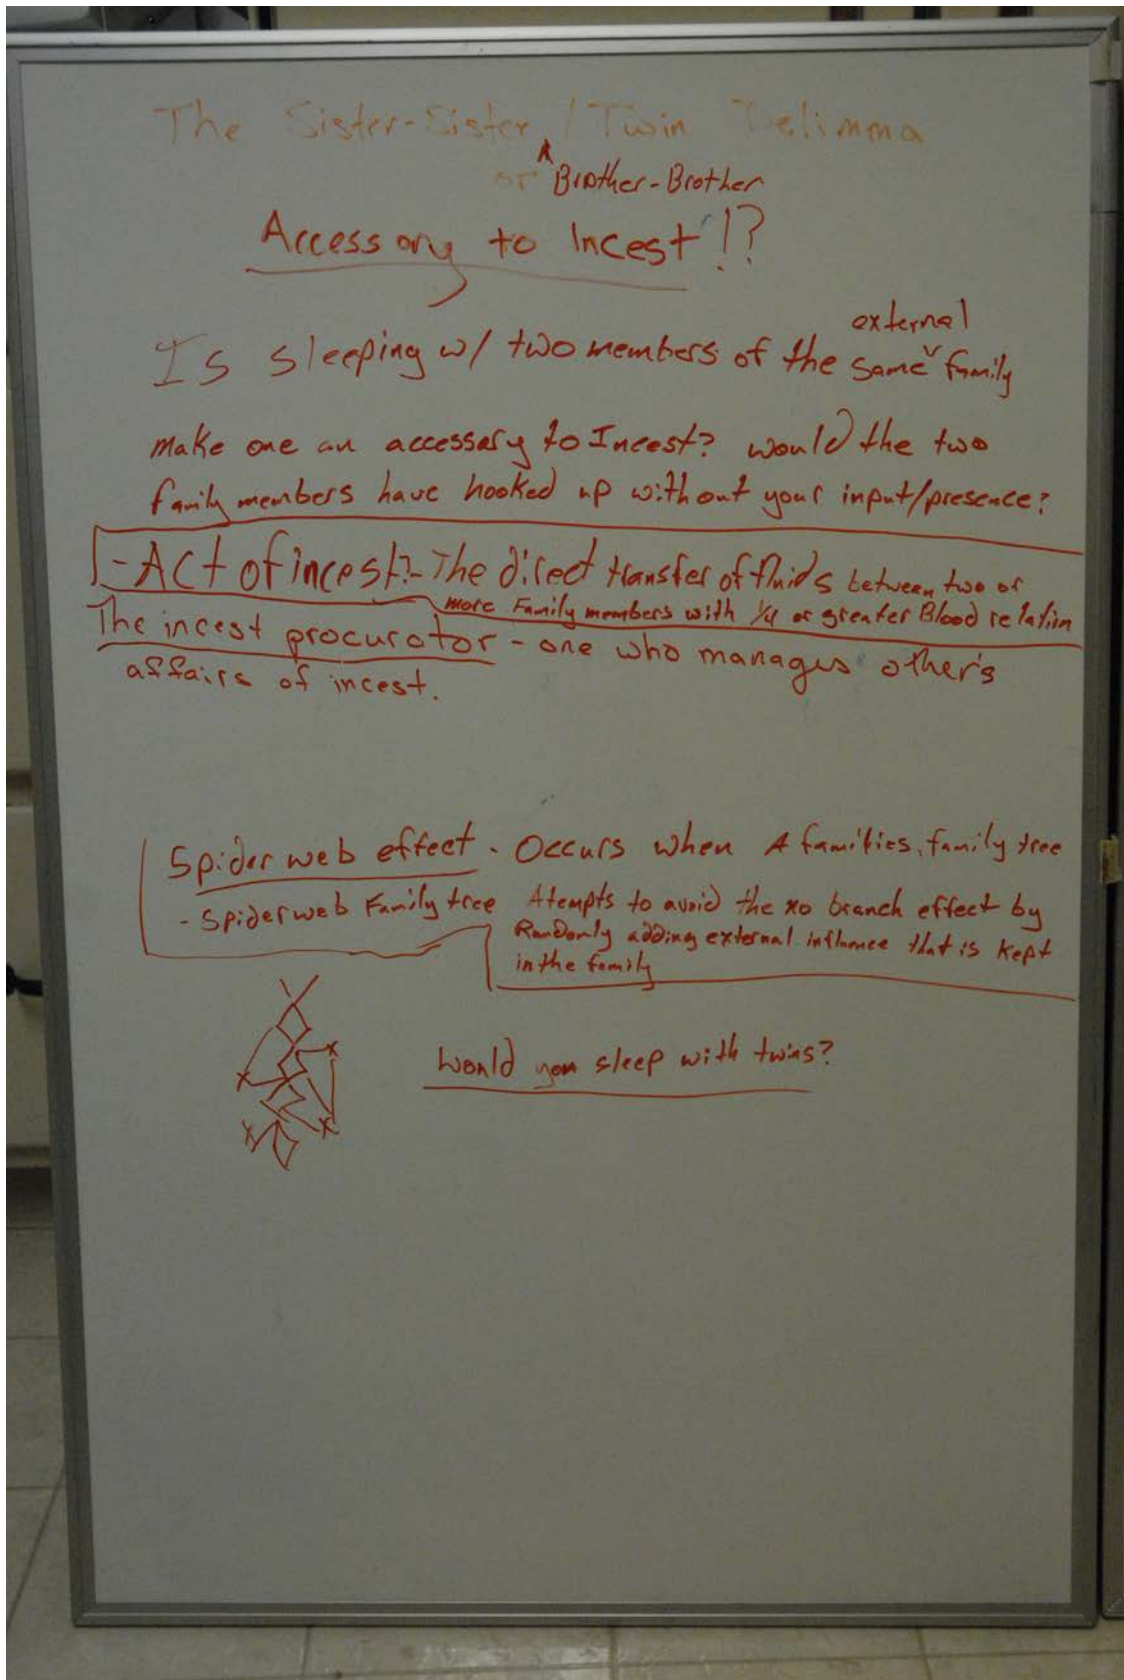 The Sister-Sister / Twin Delimma
or Brother-Brother
Accessory to Incest!?
external
Is sleeping w/ two members of the same family
make one an accessary to Incest? would the two
family members have hooked up without your input/presence?
-Act of incest?- The direct transfer of fluids between two or
more Family members with 1/4 or greater Blood relation
The incest procurator - one who manages other's
affairs of incest.
Spider web effect - Occurs when A families, family tree
- Spiderweb Family tree Atempts to avoid the no branch effect by
Randomly adding external influence that is kept
in the family
Would you sleep with twins?